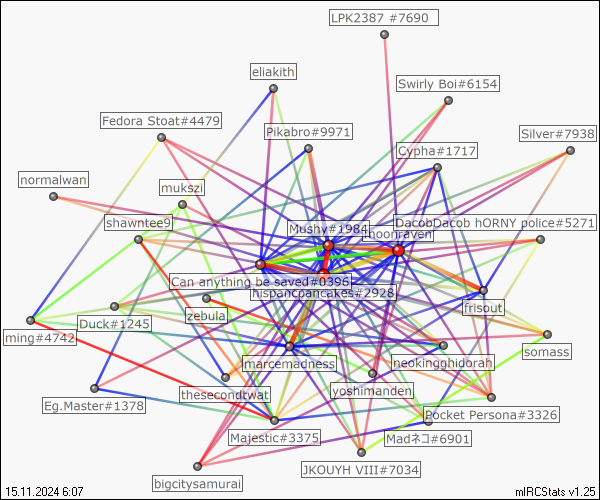 LPK2387 #7690
eliakith
Swirly Boi#6154
Fedora Stoat#4479
Pikabro#9971
Silver#7938
Cypha#1717
normalwan
mukszi
shawntee9
Mushy#1984
moonraven
DacobDacob hORNY police#5271
Can anything be saved#0396
hispancpancakes#2928
frisout
zebula
Duck#1245
ming#4742
somass
marcemadness
neokingghidorah
thesecondtwat
yoshimanden
Eg.Master#1378
Pocket Persona#3326
Majestic#3375
Madネコ#6901
JKOUYH VIII#7034
bigcitysamurai
15.11.2024 6:07
mIRCStats v1.25